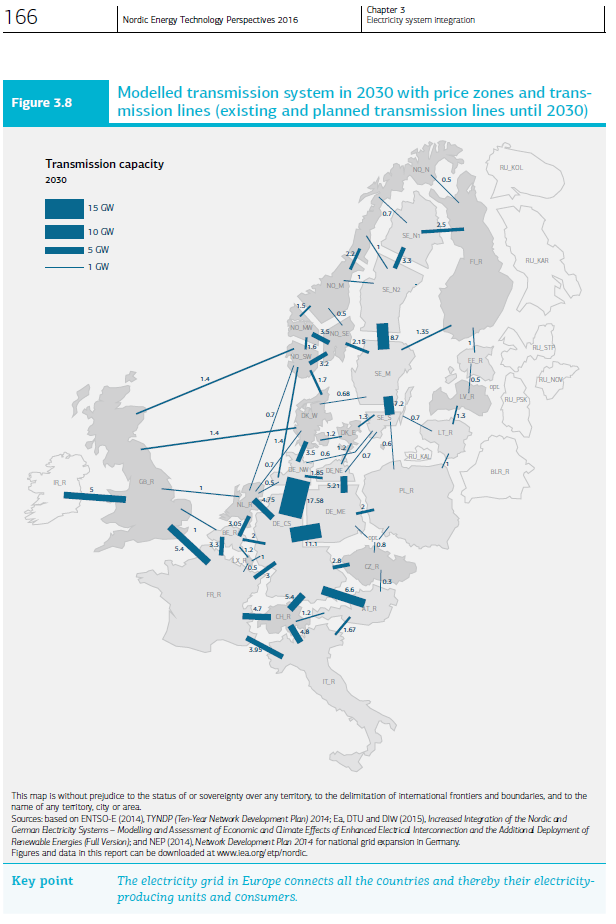 166
Nordic Energy Technology Perspectives 2016
Chapter 3
Electricity system integration
Figure 3.8
Modelled transmission system in 2030 with price zones and trans-
mission lines (existing and planned transmission lines until 2030)
Transmission capacity
2030
15 GW
10 GW
5 GW
1 GW
NO_N
RU_KOL
0.5
0.7
2.5
SE_N1
1
2.2
3.3
FI_R
RU_KAR
1
NO_M
SE_N2
1.5
0.5
NO_MW
3.5
NO_SE
8.7
1.35
1.6
2.15
NO_SW
3.2
1
RU_STP
EE_R
SE_M
1.7
0.5
RU_NOV
1.4
0.68
opt.
LV_R
RU_PSK
7.2
0.7
DK_W
1.3
SE_S
0.7
1.3
1.4
1.4
1.2
DK_E
LT_R
0.6
3.5
0.6
1.2
0.7
RU_KAL
1
0.7
DE_NW
1.85
DE_NE
BLR_R
IR_R
5
GB_R
1
0.5
5.21
PL_R
NL_R
4.75
17.58
DE_ME
2
3.05
DE_CS
1
BE_R
5.4
3.3
2
11.1
opt.
0.8
1.2
1
0.5
2.8
CZ_R
3
0.3
FR_R
5.4
6.6
4.7
1.2
AT_R
CH_R
4.8
1.67
3.95
IT_R
This map is without prejudice to the status of or sovereignty over any territory, to the delimitation of international frontiers and boundaries, and to the
name of any territory, city or area.
Sources: based on ENTSO-E (2014), TYNDP (Ten-Year Network Development Plan) 2014; Ea, DTU and DIW (2015), Increased Integration of the Nordic and
German Electricity Systems – Modelling and Assessment of Economic and Climate Effects of Enhanced Electrical Interconnection and the Additional Deployment of
Renewable Energies (Full Version); and NEP (2014), Network Development Plan 2014 for national grid expansion in Germany.
Figures and data in this report can be downloaded at www.iea.org/etp/nordic.
Key point
The electricity grid in Europe connects all the countries and thereby their electricity-
producing units and consumers.